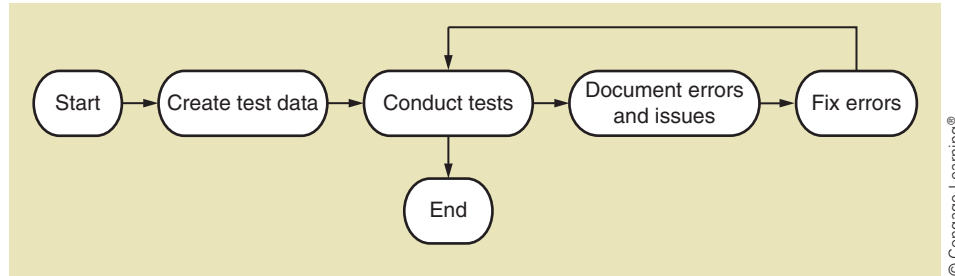 Start
Create test data
Conduct tests
Document errors
and issues
Fix errors
End
© Cengage Learning®